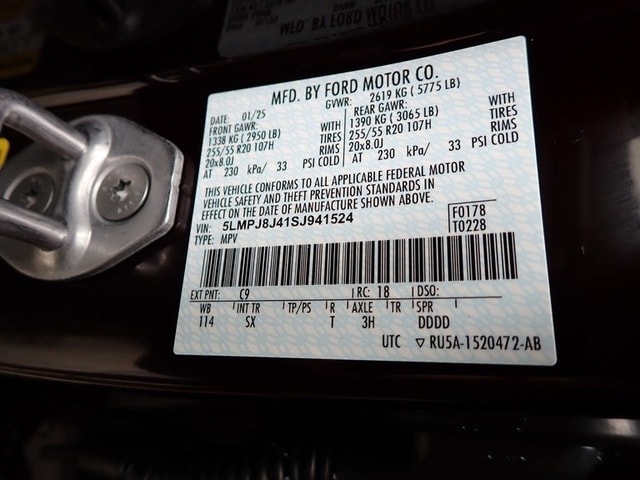 MFD. BY FORD MOTOR CO.
DATE: 01/25 GVWR: 2619 KG ( 5775 LB)
FRONT GAWR: REAR GAWR:
1338 KG ( 2950 LB) WITH 1390 KG ( 3065 LB) WITH
255/55 R20 107H TIRES 255/55 R20 107H TIRES
20x8.0J RIMS 20x8.0J RIMS
AT 230 kPa/ 33 PSI COLD AT 230 kPa/ 33 PSI COLD
THIS VEHICLE CONFORMS TO ALL APPLICABLE FEDERAL MOTOR
VEHICLE SAFETY AND THEFT PREVENTION STANDARDS IN
EFFECT ON THE DATE OF MANUFACTURE SHOWN ABOVE.
VIN: 5LMPJ8J41SJ941524 F0178
TYPE: MPV T0228
EXT PNT: C9 RC: 18 DSO:
WB INT TR TP/PS R AXLE TR SPR
114 SX T 3H DDDD
UTC ▽ RU5A-1520472-AB